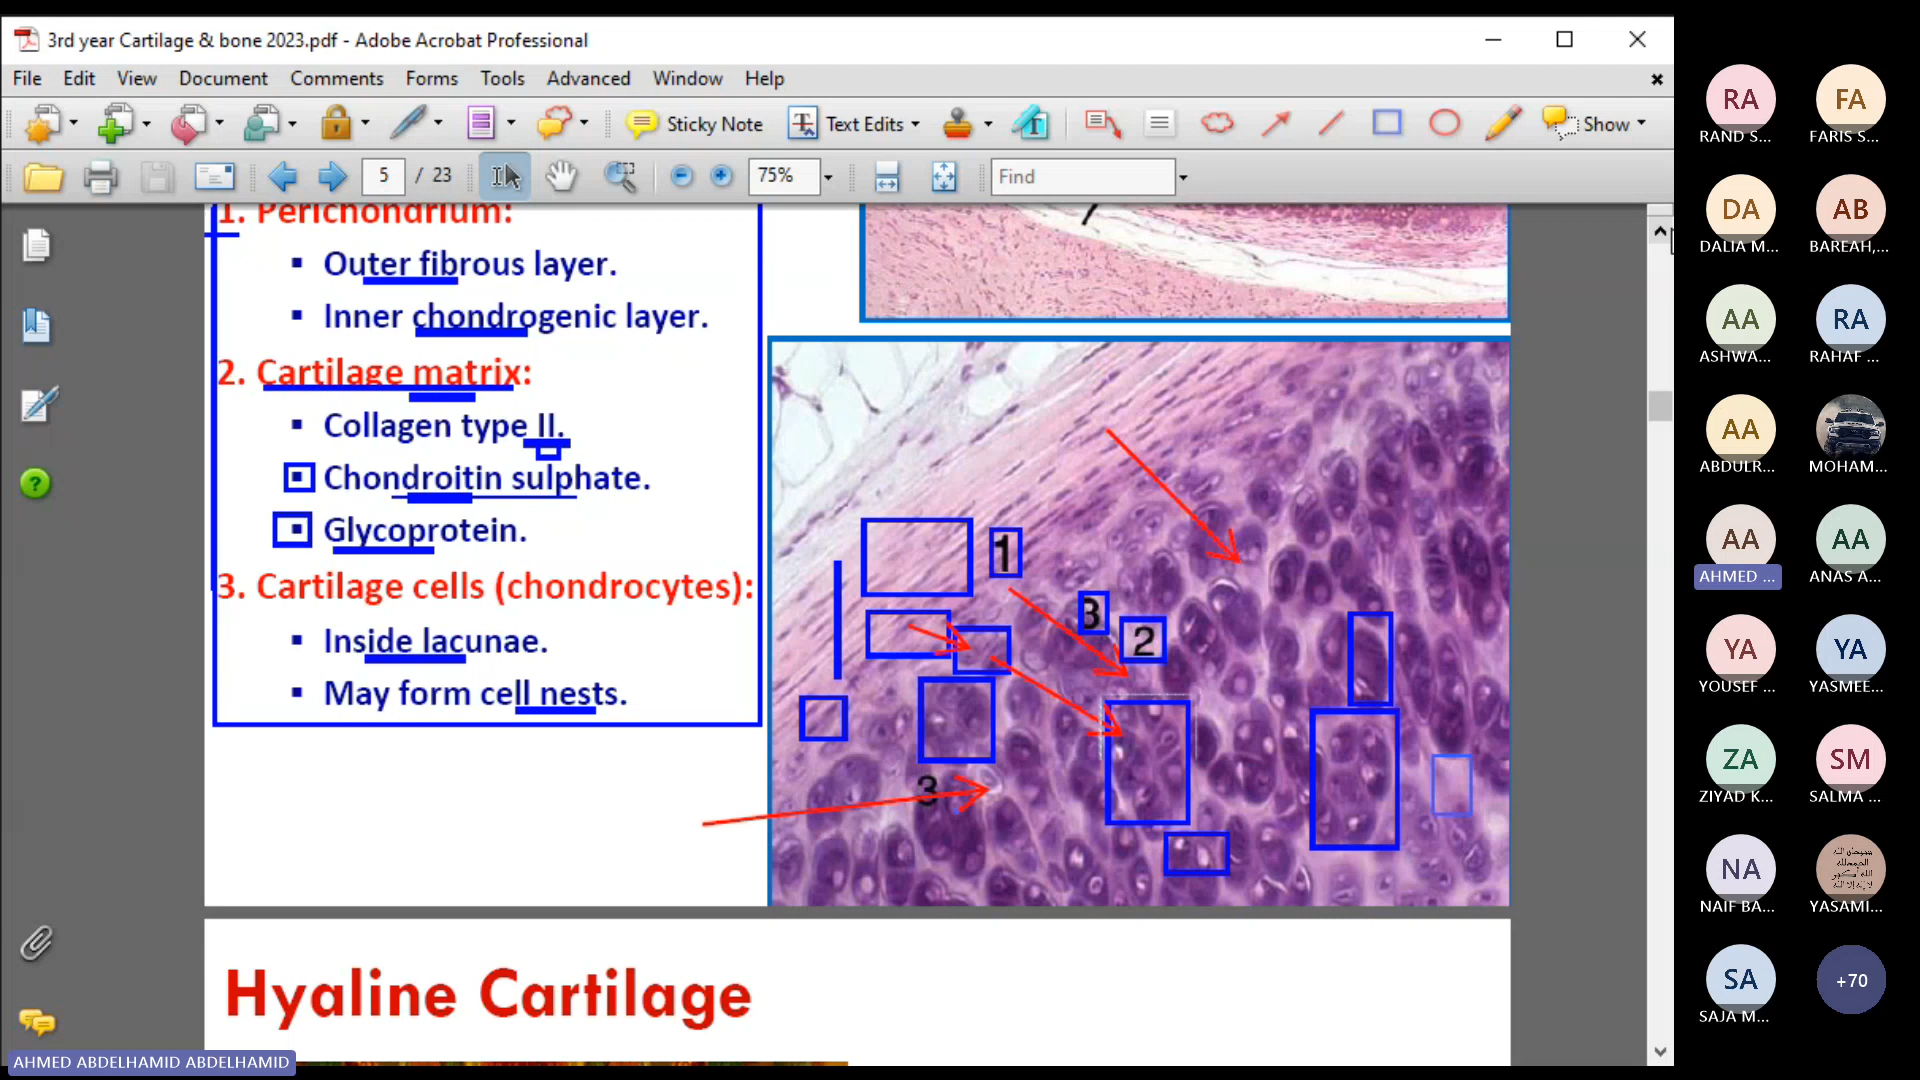 3rd year Cartilage & bone 2023.pdf - Adobe Acrobat Professional
File Edit View Document Comments Forms Tools Advanced Window Help
Sticky Note Text Edits Show
5 / 23 75% Find
1. Perichondrium:
▪ Outer fibrous layer.
▪ Inner chondrogenic layer.
2. Cartilage matrix:
▪ Collagen type II.
▪ Chondroitin sulphate.
▪ Glycoprotein.
3. Cartilage cells (chondrocytes):
▪ Inside lacunae.
▪ May form cell nests.
1
3
2
3
Hyaline Cartilage
AHMED ABDELHAMID ABDELHAMID
RA FA
RAND S... FARIS S...
DA AB
DALIA M... BAREAH,...
AA RA
ASHWA... RAHAF ...
AA
ABDULR... MOHAM...
AA AA
AHMED ... ANAS A...
YA YA
YOUSEF ... YASMEE...
ZA SM
ZIYAD K... SALMA ...
NA
NAIF BA... YASAMI...
SA +70
SAJA M...